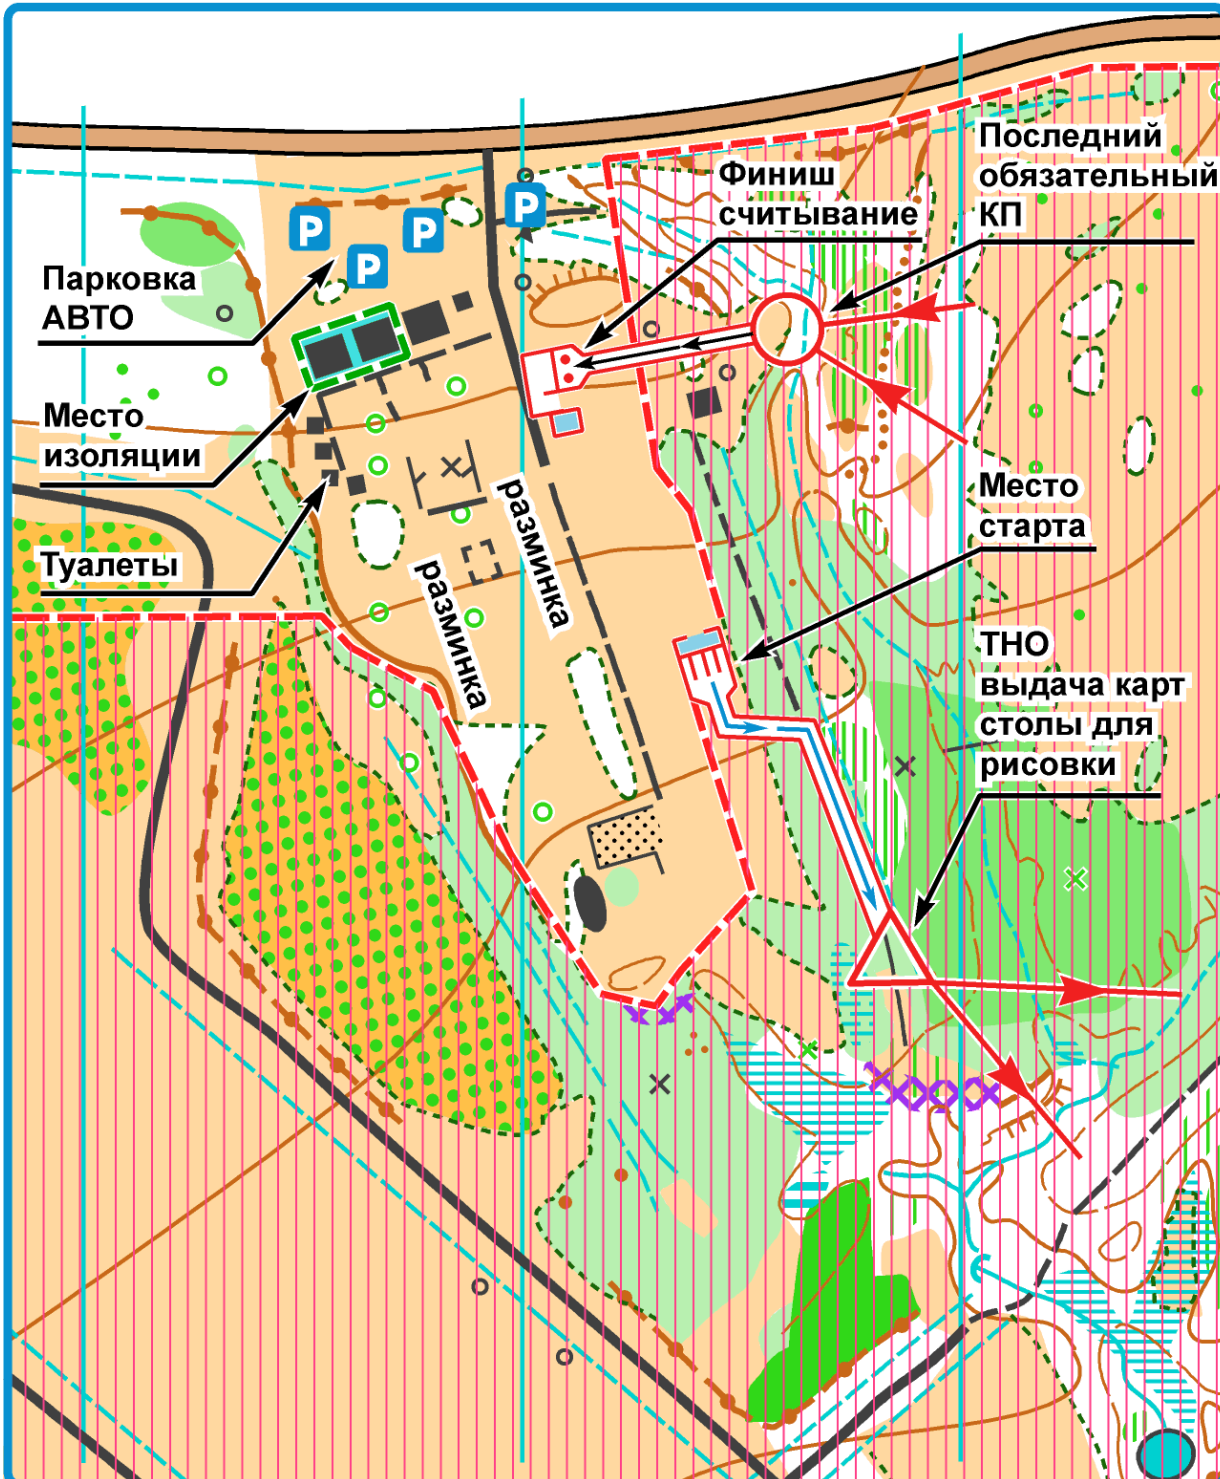 Последний
обязательный
КП
Финиш
считывание
P
P
P
P
Парковка
АВТО
Место
изоляции
Туалеты
разминка
разминка
Место
старта
ТНО
выдача карт
столы для
рисовки